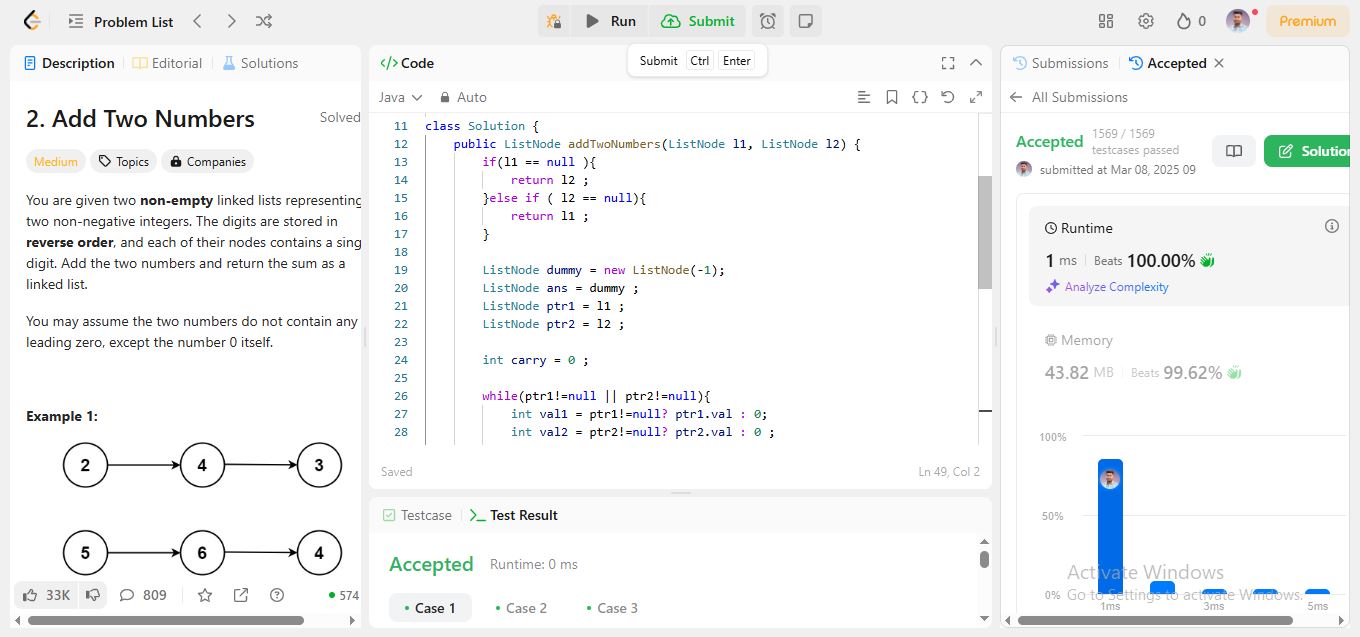 Problem List
Run
Submit
0
Premium
Submit Ctrl Enter
Description
Editorial
Solutions
2. Add Two Numbers
Solved
Medium
Topics
Companies
You are given two non-empty linked lists representing
two non-negative integers. The digits are stored in
reverse order, and each of their nodes contains a sing
digit. Add the two numbers and return the sum as a
linked list.
You may assume the two numbers do not contain any
leading zero, except the number 0 itself.
Example 1:
2 4 3
5 6 4
33K
809
574
</> Code
Java
Auto
11 class Solution {
12 public ListNode addTwoNumbers(ListNode l1, ListNode l2) {
13 if(l1 == null ){
14 return l2 ;
15 }else if ( l2 == null){
16 return l1 ;
17 }
18
19 ListNode dummy = new ListNode(-1);
20 ListNode ans = dummy ;
21 ListNode ptr1 = l1 ;
22 ListNode ptr2 = l2 ;
23
24 int carry = 0 ;
25
26 while(ptr1!=null || ptr2!=null){
27 int val1 = ptr1!=null? ptr1.val : 0;
28 int val2 = ptr2!=null? ptr2.val : 0 ;
Saved
Ln 49, Col 2
Testcase
Test Result
Accepted
Runtime: 0 ms
Case 1
Case 2
Case 3
Submissions
Accepted
All Submissions
Accepted
1569 / 1569
testcases passed
Solution
submitted at Mar 08, 2025 09
Runtime
1 ms
Beats 100.00%
Analyze Complexity
Memory
43.82 MB
Beats 99.62%
100%
50%
0%
1ms
3ms
5ms
Activate Windows
Go to Settings to activate Windows.